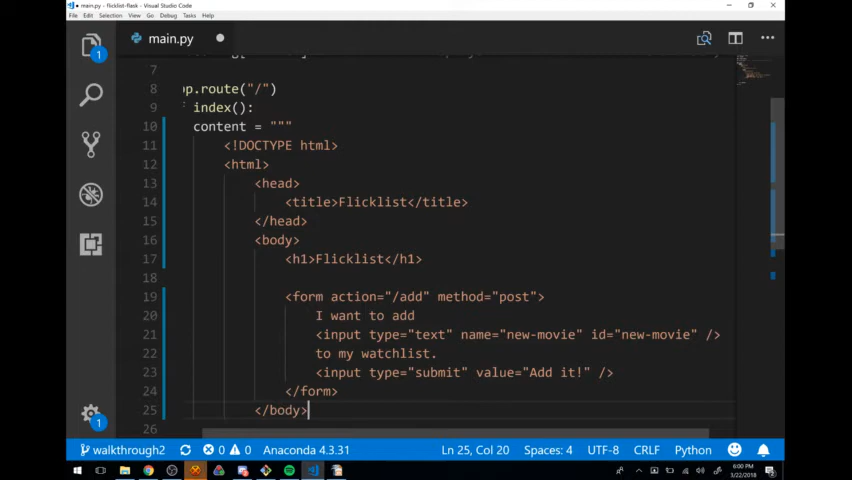 main.py - flicklist-flask - Visual Studio Code
File Edit Selection View Go Debug Tasks Help
main.py
1
7
8 pp.route("/")
9 index():
10 content = """
11 <!DOCTYPE html>
12 <html>
13 <head>
14 <title>Flicklist</title>
15 </head>
16 <body>
17 <h1>Flicklist</h1>
18
19 <form action="/add" method="post">
20 I want to add
21 <input type="text" name="new-movie" id="new-movie" />
22 to my watchlist.
23 <input type="submit" value="Add it!" />
24 </form>
25 </body>
26
1
walkthrough2 0 0 Anaconda 4.3.31 Ln 25, Col 20 Spaces: 4 UTF-8 CRLF Python
6:00 PM
3/22/2018